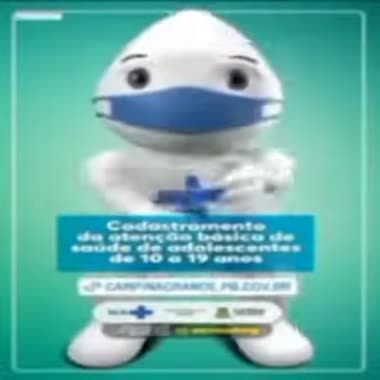 Cadastramento
da atenção básica de
saúde de adolescentes
de 10 a 19 anos
CAMPINAGRANDE.PB.GOV.BR